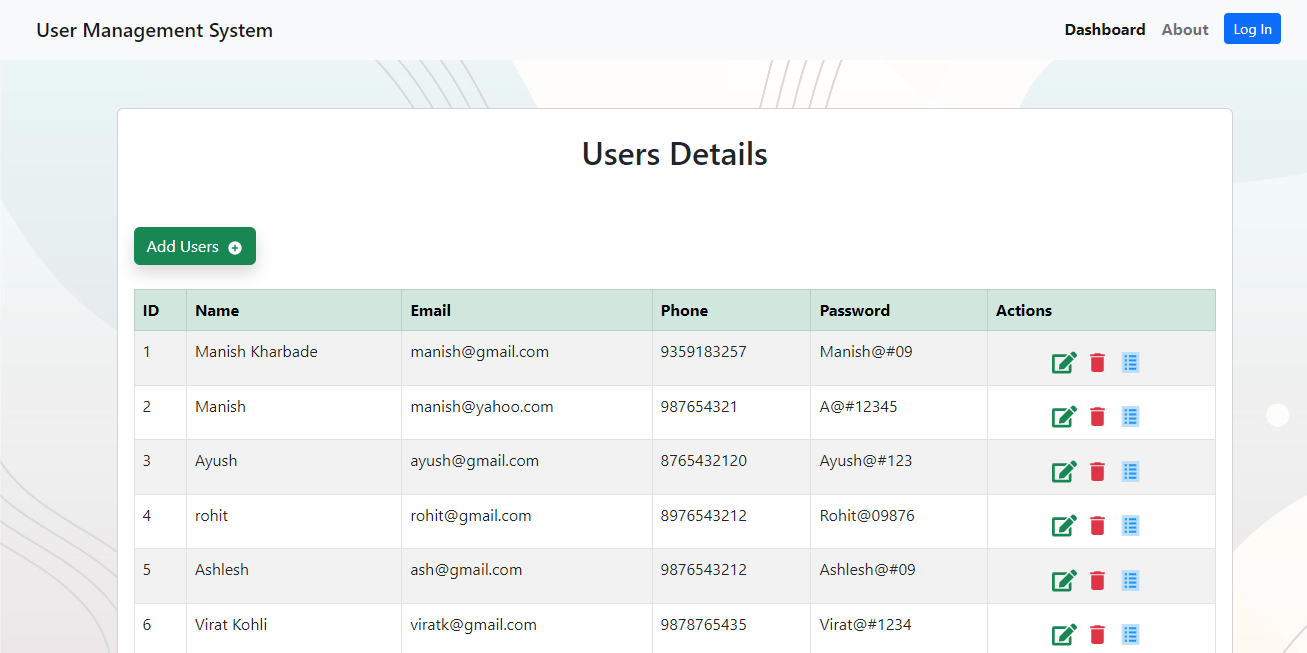 User Management System Dashboard About Log In
Users Details
Add Users
ID Name Email Phone Password Actions
1 Manish Kharbade manish@gmail.com 9359183257 Manish@#09
2 Manish manish@yahoo.com 987654321 A@#12345
3 Ayush ayush@gmail.com 8765432120 Ayush@#123
4 rohit rohit@gmail.com 8976543212 Rohit@09876
5 Ashlesh ash@gmail.com 9876543212 Ashlesh@#09
6 Virat Kohli viratk@gmail.com 9878765435 Virat@#1234